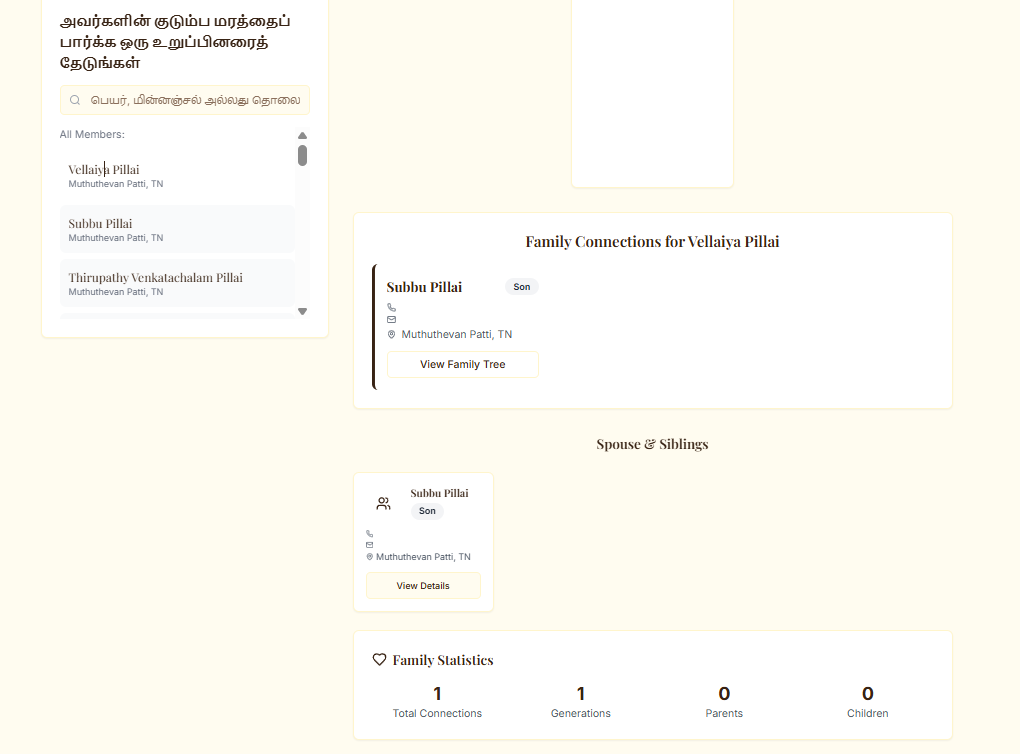 அவர்களின் குடும்ப மரத்தைப்
பார்க்க ஒரு உறுப்பினரைத்
தேடுங்கள்
பெயர், மின்னஞ்சல் அல்லது தொலை
All Members:
Vellaiya Pillai
Muthuthevan Patti, TN
Subbu Pillai
Muthuthevan Patti, TN
Thirupathy Venkatachalam Pillai
Muthuthevan Patti, TN
Family Connections for Vellaiya Pillai
Subbu Pillai
Son
Muthuthevan Patti, TN
View Family Tree
Spouse & Siblings
Subbu Pillai
Son
Muthuthevan Patti, TN
View Details
Family Statistics
1 1 0 0
Total Connections Generations Parents Children